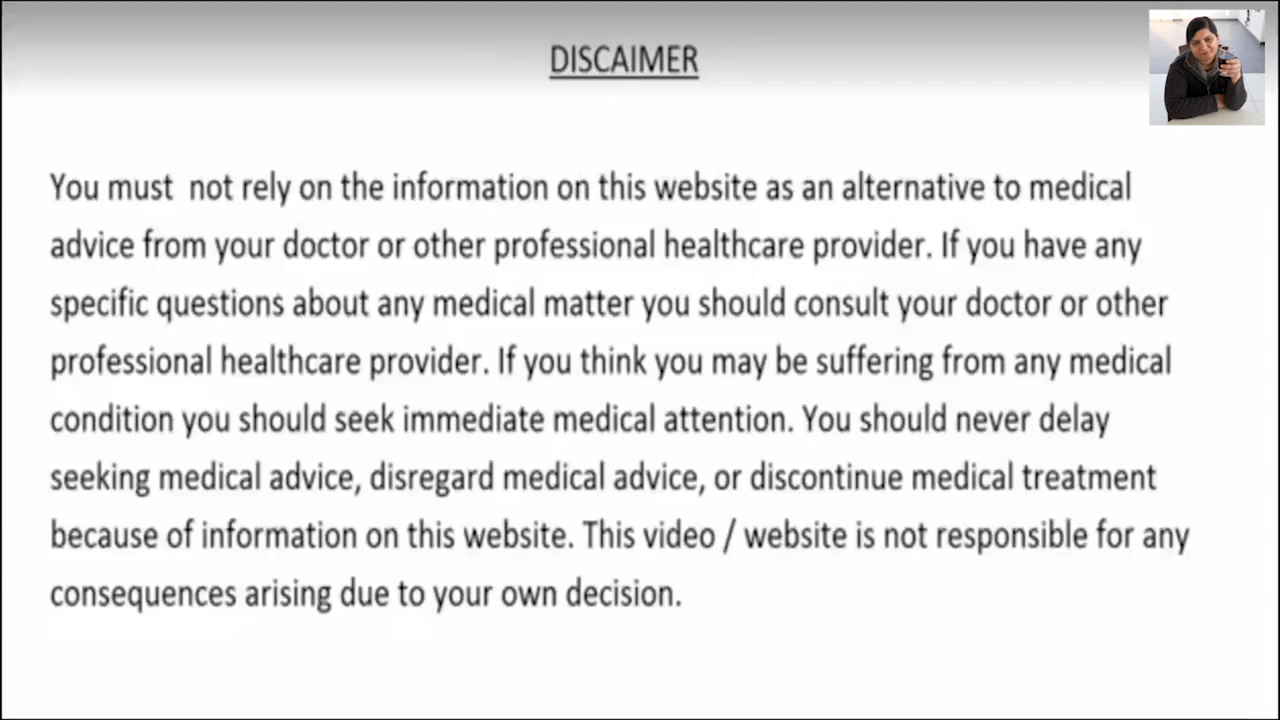 DISCAIMER
You must  not rely on the information on this website as an alternative to medical
advice from your doctor or other professional healthcare provider. If you have any
specific questions about any medical matter you should consult your doctor or other
professional healthcare provider. If you think you may be suffering from any medical
condition you should seek immediate medical attention. You should never delay
seeking medical advice, disregard medical advice, or discontinue medical treatment
because of information on this website. This video / website is not responsible for any
consequences arising due to your own decision.